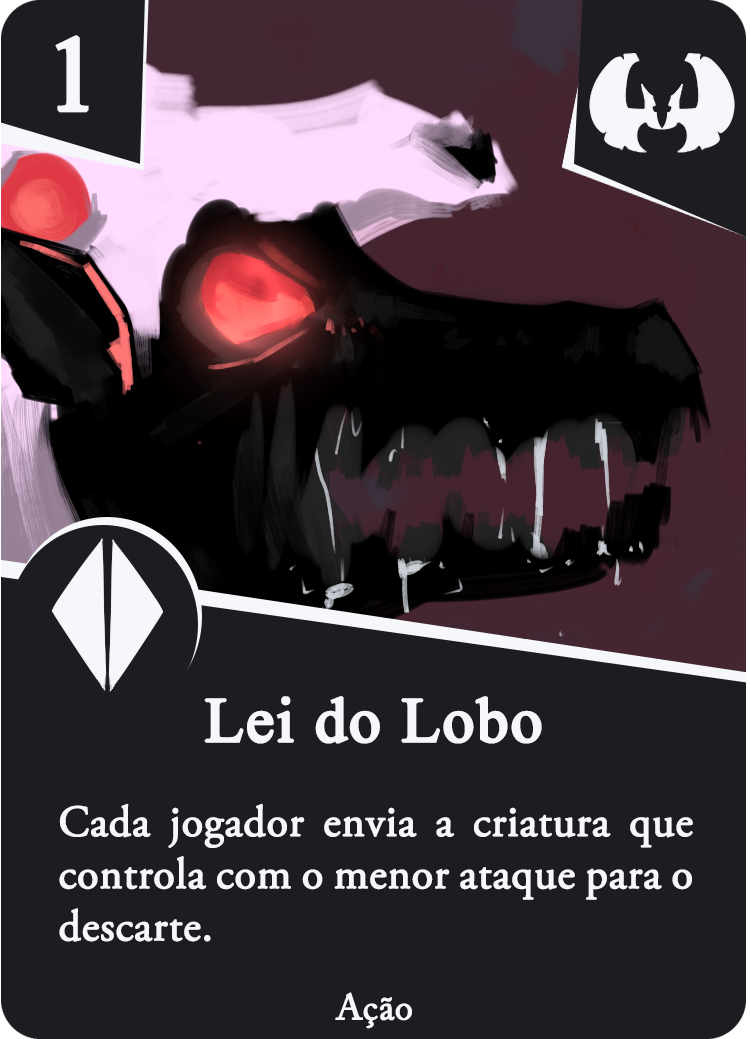 1
Lei do Lobo
Cada jogador envia a criatura que
controla com o menor ataque para o
descarte.
Ação